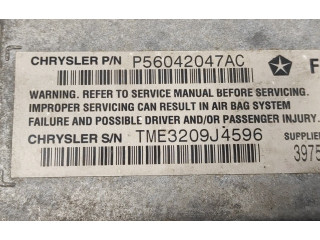 CHRYSLER P/N P56042047AC
WARNING. REFER TO SERVICE MANUAL BEFORE SERVICING.
IMPROPER SERVICING CAN RESULT IN AIR BAG SYSTEM
FAILURE AND POSSIBLE DRIVER AND/OR PASSENGER INJURY.
CHRYSLER S/N TME3209J4596
SUPPLIER
3975